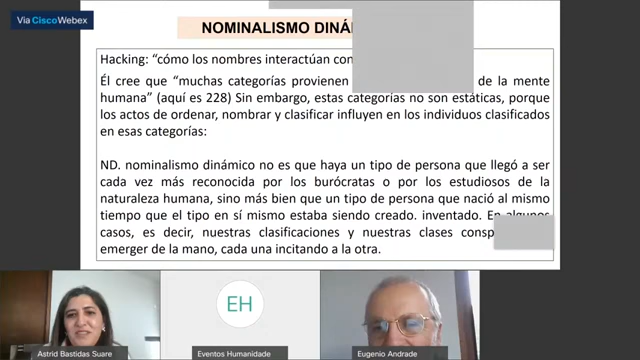 Via CiscoWebex
NOMINALISMO
Hacking: “cómo los nombres interactúan
Él cree que “muchas categorías provienen de la mente
humana” (aquí es 228) Sin embargo, estas categorías no son estáticas, porque
los actos de ordenar, nombrar y clasificar influyen en los individuos clasificados
en esas categorías:
ND. nominalismo dinámico no es que haya un tipo de persona que llegó a ser
cada vez más reconocida por los burócratas o por los estudiosos de la
naturaleza humana, sino más bien que un tipo de persona que nació al mismo
tiempo que el tipo en sí mismo estaba siendo creado. inventado. En algunos
casos, es decir, nuestras clasificaciones y nuestras clases
emerger de la mano, cada una incitando a la otra.
EH
Astrid Bastidas Suare
Eventos Humanidade
Eugenio Andrade